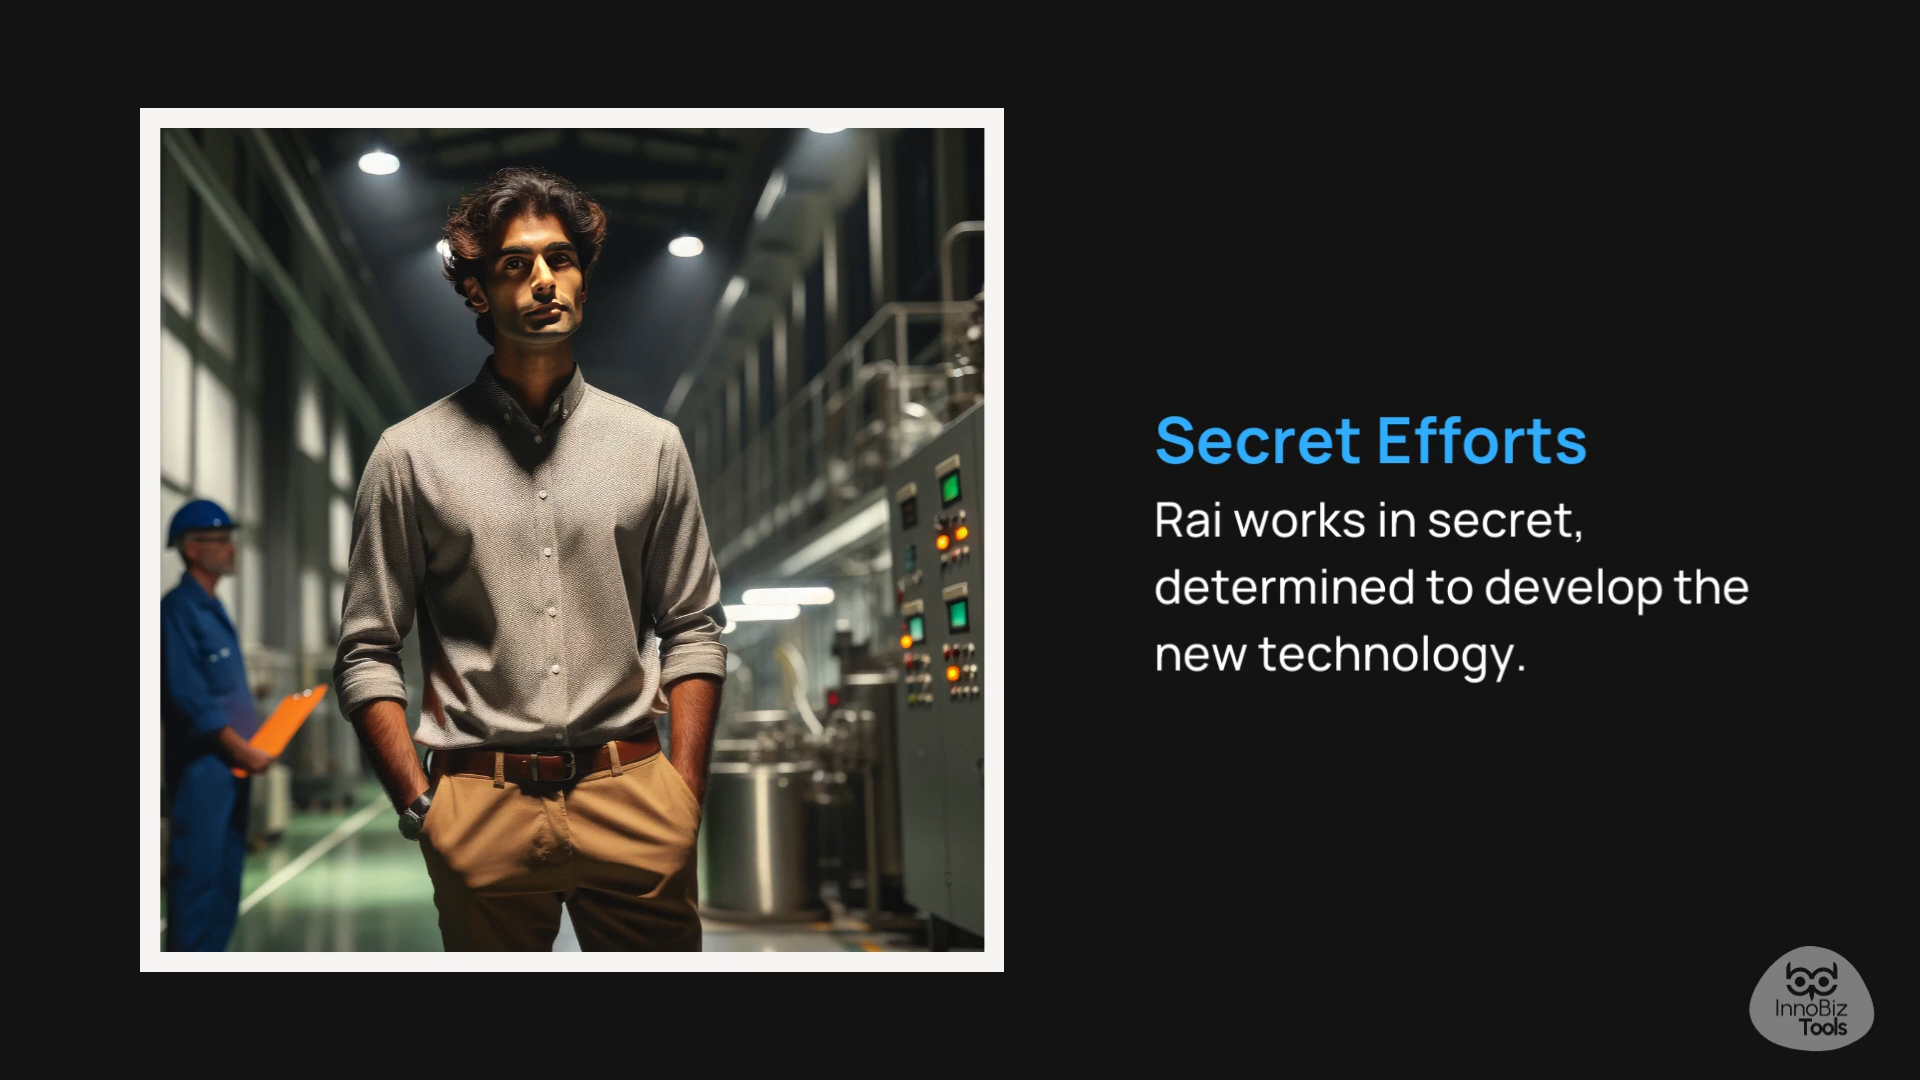 Secret Efforts
Rai works in secret,
determined to develop the
new technology.
InnoBiz
Tools